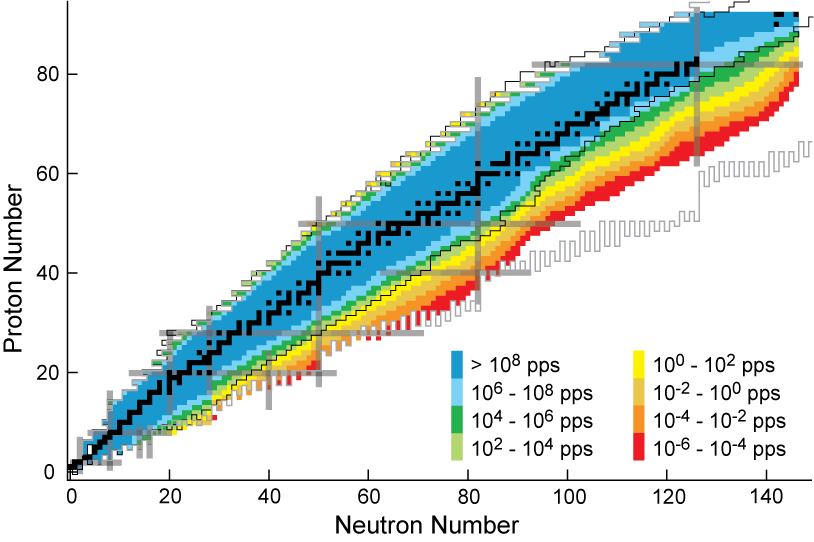 Proton Number
80
60
40
20
0
0 20 40 60 80 100 120 140
Neutron Number
> 10⁸ pps
10⁶ - 10⁸ pps
10⁴ - 10⁶ pps
10² - 10⁴ pps
10⁰ - 10² pps
10⁻² - 10⁰ pps
10⁻⁴ - 10⁻² pps
10⁻⁶ - 10⁻⁴ pps